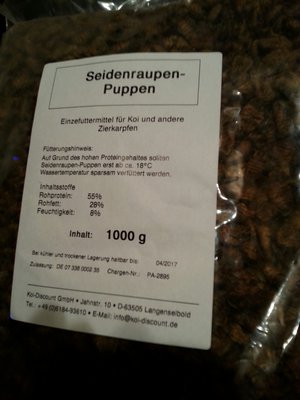 Seidenraupen-
Puppen
Einzelfuttermittel für Koi und andere
Zierkarpfen
Fütterungshinweis:
Auf Grund des hohen Proteingehaltes sollten
Seidenraupen-Puppen erst ab ca. 18°C
Wassertemperatur sparsam verfüttert werden.
Inhaltsstoffe
Rohprotein: 55%
Rohfett: 28%
Feuchtigkeit: 8%
Inhalt: 1000 g
Bei kühler und trockener Lagerung haltbar bis: 04/2017
Zulassung: DE 07 336 0002 35 Chargen-Nr.: PA-2895
Koi-Discount GmbH • Jahnstr. 10 • D-63505 Langenselbold
Tel.: +49 (0)6184-93610 • E-Mail: info@koi-discount.de